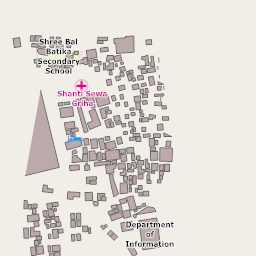 Shree Bal
Batika
Secondary
School
Shanti Sewa
Griha
Department
of
Information